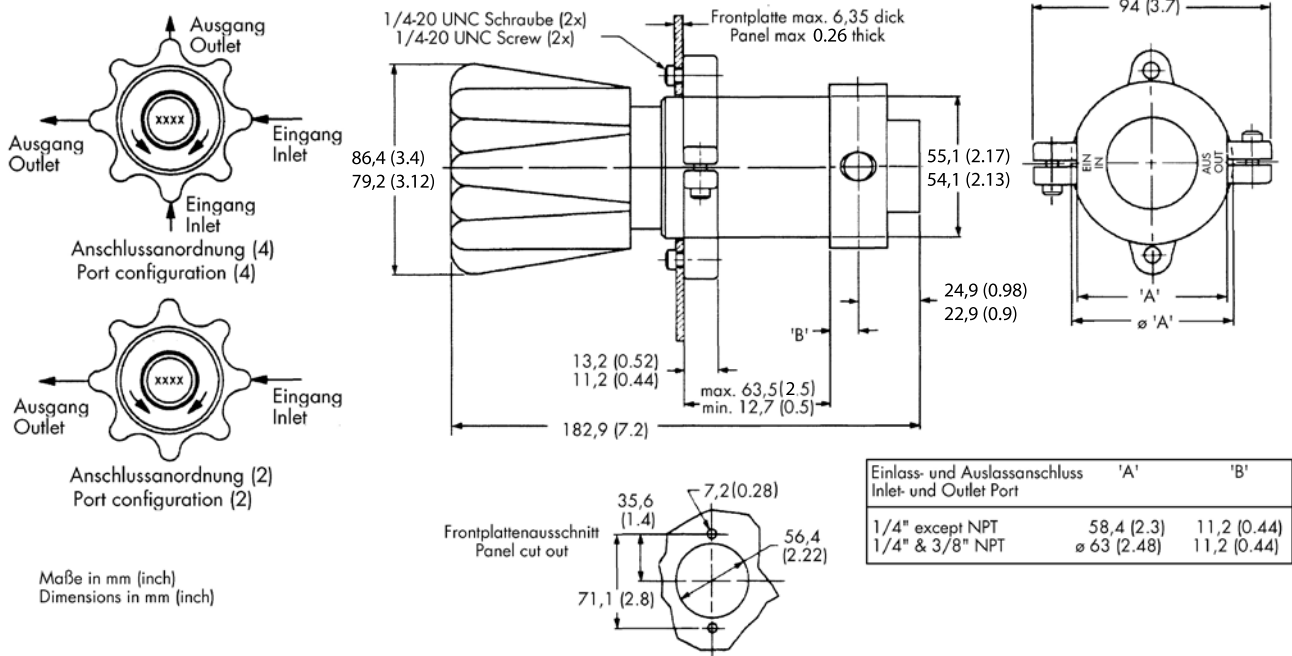 Ausgang
Outlet
Ausgang
Outlet
xxxx
Eingang
Inlet
Eingang
Inlet
Anschlussanordnung (4)
Port configuration (4)
Ausgang
Outlet
xxxx
Eingang
Inlet
Anschlussanordnung (2)
Port configuration (2)
Maße in mm (inch)
Dimensions in mm (inch)
1/4-20 UNC Schraube (2x)
1/4-20 UNC Screw (2x)
Frontplatte max. 6,35 dick
Panel max 0.26 thick
86,4 (3.4)
79,2 (3.12)
55,1 (2.17)
54,1 (2.13)
24,9 (0.98)
22,9 (0.9)
'B'
13,2 (0.52)
11,2 (0.44)
max. 63,5(2.5)
min. 12,7 (0.5)
182,9 (7.2)
94 (3.7)
EIN
IN
AUS
OUT
'A'
ø 'A'
Frontplattenausschnitt
Panel cut out
35,6
(1.4)
7,2(0.28)
56,4
(2.22)
71,1 (2.8)
Einlass- und Auslassanschluss 'A' 'B'
Inlet- und Outlet Port
1/4" except NPT 58,4 (2.3) 11,2 (0.44)
1/4" & 3/8" NPT ø 63 (2.48) 11,2 (0.44)